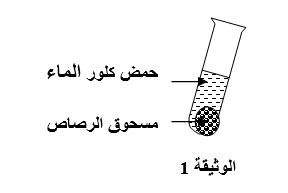 حمض كلور الماء
مسحوق الرصاص
الوثيقة 1